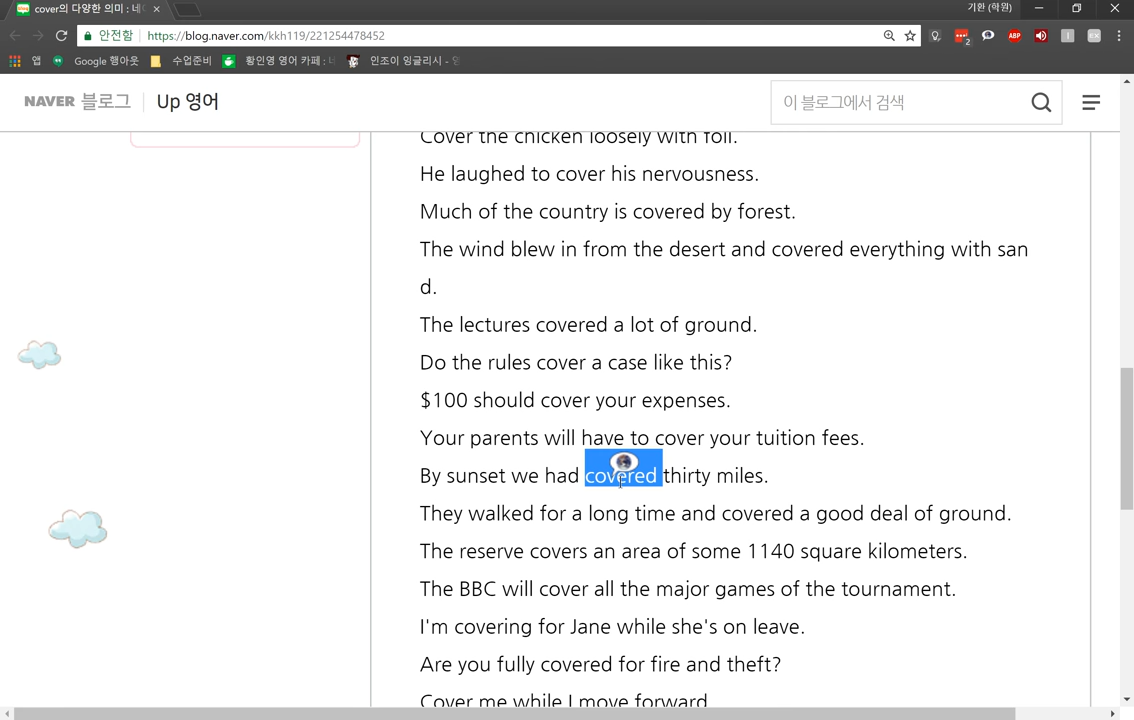 cover의 다양한 의미 : 네
기환 (학원)
안전함 https://blog.naver.com/kkh119/221254478452
앱 Google 행아웃 수업준비 황인영 영어 카페 : 네 인조이 잉글리시 -
NAVER 블로그 Up 영어 이 블로그에서 검색
Cover the chicken loosely with foil.
He laughed to cover his nervousness.
Much of the country is covered by forest.
The wind blew in from the desert and covered everything with san
d.
The lectures covered a lot of ground.
Do the rules cover a case like this?
$100 should cover your expenses.
Your parents will have to cover your tuition fees.
By sunset we had covered thirty miles.
They walked for a long time and covered a good deal of ground.
The reserve covers an area of some 1140 square kilometers.
The BBC will cover all the major games of the tournament.
I'm covering for Jane while she's on leave.
Are you fully covered for fire and theft?
Cover me while I move forward